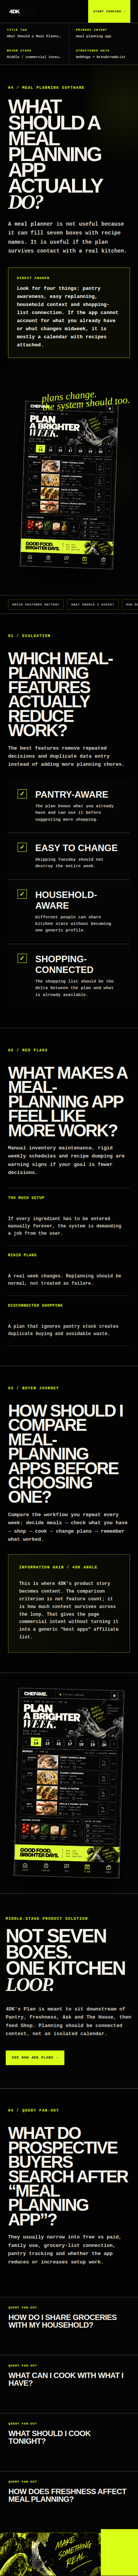 4DK
START COOKING
TITLE TAG
What Should a Meal Planni…
PRIMARY INTENT
meal planning app
BUYER STAGE
Middle / commercial inves…
STRUCTURED DATA
WebPage + BreadcrumbList
04 / MEAL PLANNING SOFTWARE
WHAT
SHOULD A
MEAL
PLANNING
APP
ACTUALLY
DO?
A meal planner is not useful because
it can fill seven boxes with recipe
names. It is useful if the plan
survives contact with a real kitchen.
DIRECT ANSWER
Look for four things: pantry
awareness, easy replanning,
household context and shopping-
list connection. If the app cannot
account for what you already have
or what changes midweek, it is
mostly a calendar with recipes
attached.
plans change.
the system should too.
PLAN
A BRIGHTER
WEEK.
GOOD FOOD.
BRIGHTER DAYS.
WHICH FEATURES MATTER?
WHAT SHOULD I AVOID?
01 / EVALUATION
WHICH MEAL-
PLANNING
FEATURES
ACTUALLY
REDUCE
WORK?
The best features remove repeated
decisions and duplicate data entry
instead of adding more planning chores.
✓
PANTRY-AWARE
The plan knows what you already
have and can use it before
suggesting more shopping.
✓
EASY TO CHANGE
Skipping Tuesday should not
destroy the entire week.
✓
HOUSEHOLD-
AWARE
Different people can share
kitchen state without becoming
one generic profile.
✓
SHOPPING-
CONNECTED
The shopping list should be the
delta between the plan and what
is already available.
02 / RED FLAGS
WHAT MAKES A
MEAL-
PLANNING APP
FEEL LIKE
MORE WORK?
Manual inventory maintenance, rigid
weekly schedules and recipe dumping are
warning signs if your goal is fewer
decisions.
TOO MUCH SETUP
If every ingredient has to be entered
manually forever, the system is demanding
a job from the user.
RIGID PLANS
A real week changes. Replanning should be
normal, not treated as failure.
DISCONNECTED SHOPPING
A plan that ignores pantry stock creates
duplicate buying and avoidable waste.
03 / BUYER JOURNEY
HOW SHOULD I
COMPARE
MEAL-
PLANNING
APPS BEFORE
CHOOSING
ONE?
Compare the workflow you repeat every
week: decide meals → check what you have
→ shop → cook → change plans → remember
what worked.
INFORMATION GAIN / 4DK ANGLE
This is where 4DK's product story
becomes content. The comparison
criterion is not feature count; it
is how much context survives across
the loop. That gives the page
commercial intent without turning it
into a generic “best apps” affiliate
list.
PLAN
A BRIGHTER
WEEK.
GOOD FOOD.
BRIGHTER DAYS.
MIDDLE-STAGE PRODUCT SOLUTION
NOT SEVEN
BOXES.
ONE KITCHEN
LOOP.
4DK's Plan is meant to sit downstream of
Pantry, Freshness, Ask and The House, then
feed Shop. Planning should be connected
context, not an isolated calendar.
SEE HOW 4DK PLANS
04 / QUERY FAN-OUT
WHAT DO
PROSPECTIVE
BUYERS
SEARCH AFTER
“MEAL
PLANNING
APP”?
They usually narrow into free vs paid,
family use, grocery-list connection,
pantry tracking and whether the app
reduces or increases setup work.
QUERY FAN-OUT
HOW DO I SHARE GROCERIES
WITH MY HOUSEHOLD?
QUERY FAN-OUT
WHAT CAN I COOK WITH WHAT I
HAVE?
QUERY FAN-OUT
WHAT SHOULD I COOK
TONIGHT?
QUERY FAN-OUT
HOW DOES FRESHNESS AFFECT
MEAL PLANNING?
MAKE
SOMETHING
REAL.